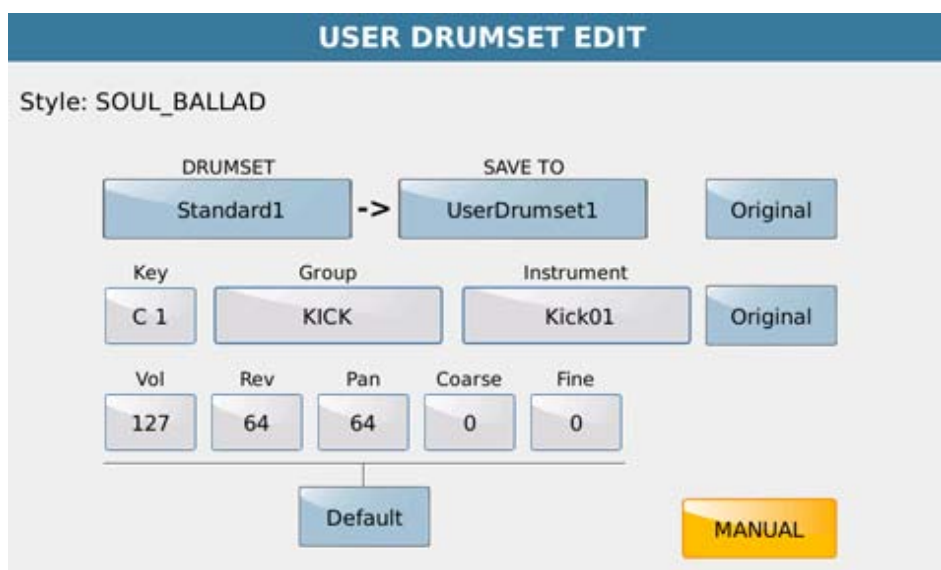 USER DRUMSET EDIT
Style: SOUL_BALLAD
DRUMSET SAVE TO
Standard1 -> UserDrumset1 Original
Key Group Instrument
C 1 KICK Kick01 Original
Vol Rev Pan Coarse Fine
127 64 64 0 0
Default
MANUAL